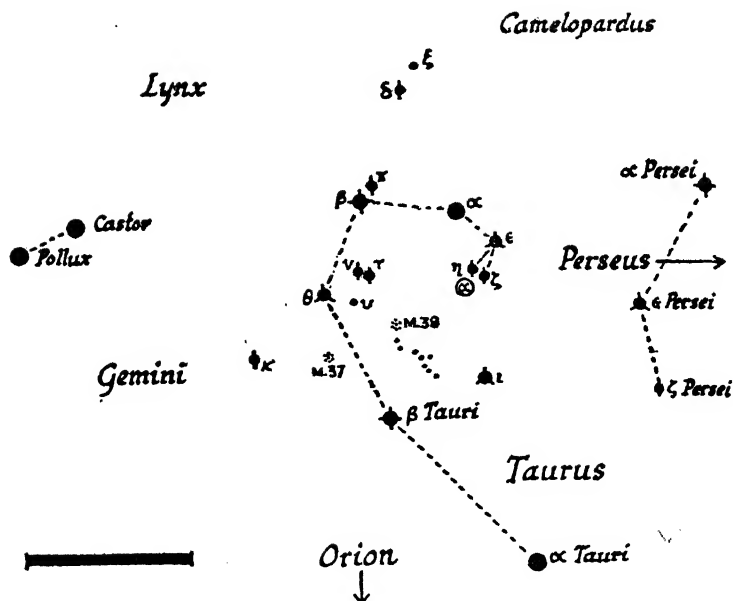 Camelopardus
ξ
δ
Lynx
π
α Persei
β
α
Castor
ε
Pollux
ν τ
η
ζ
Perseus
α
θ
υ
ε Persei
M.38
Gemini
κ
M.37
ι
ζ Persei
β Tauri
Taurus
Orion
α Tauri